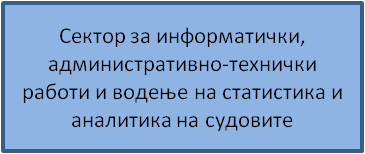 Сектор за информатички,
административно-технички
работи и водење на статистика и
аналитика на судовите